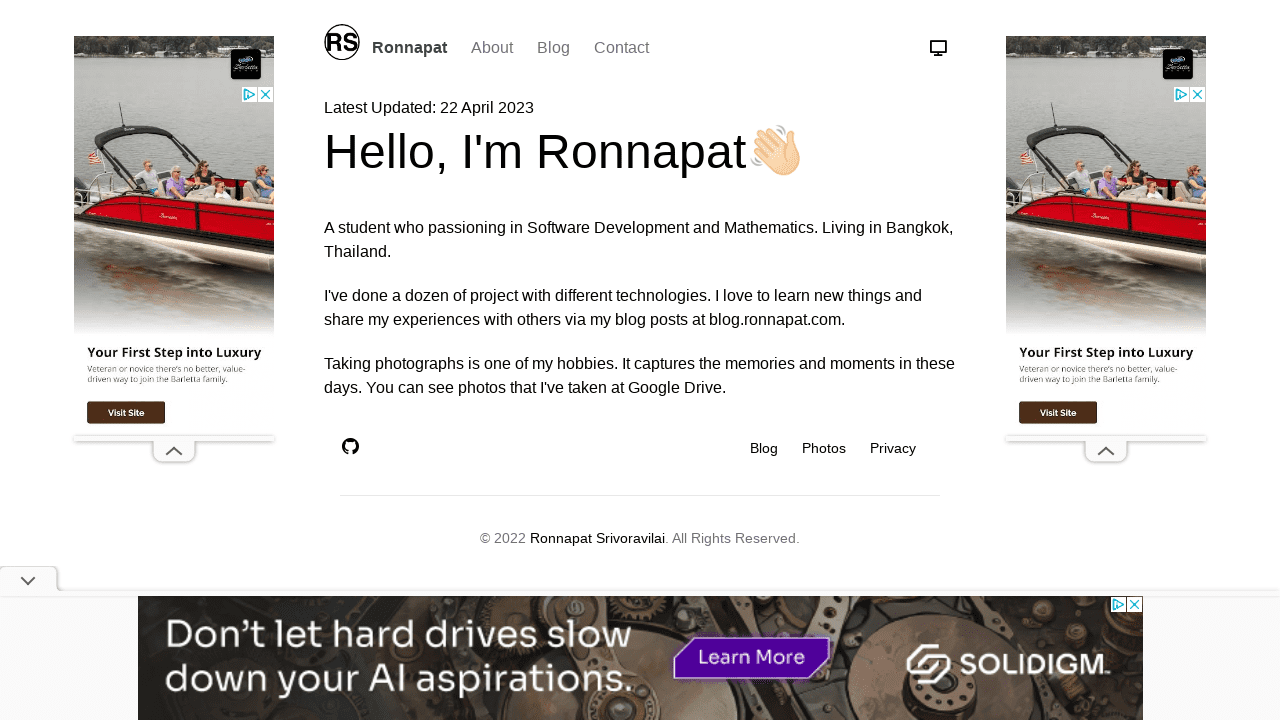 RS Ronnapat About Blog Contact
Latest Updated: 22 April 2023
Hello, I'm Ronnapat👋🏻
A student who passioning in Software Development and Mathematics. Living in Bangkok,
Thailand.
I've done a dozen of project with different technologies. I love to learn new things and
share my experiences with others via my blog posts at blog.ronnapat.com.
Taking photographs is one of my hobbies. It captures the memories and moments in these
days. You can see photos that I've taken at Google Drive.
Blog Photos Privacy
© 2022 Ronnapat Srivoravilai. All Rights Reserved.
Barletta
Your First Step into Luxury
Veteran or novice there's no better, value-
driven way to join the Barletta family.
Visit Site
Barletta
Your First Step into Luxury
Veteran or novice there's no better, value-
driven way to join the Barletta family.
Visit Site
Don't let hard drives slow
down your AI aspirations.
Learn More
SOLIDIGM